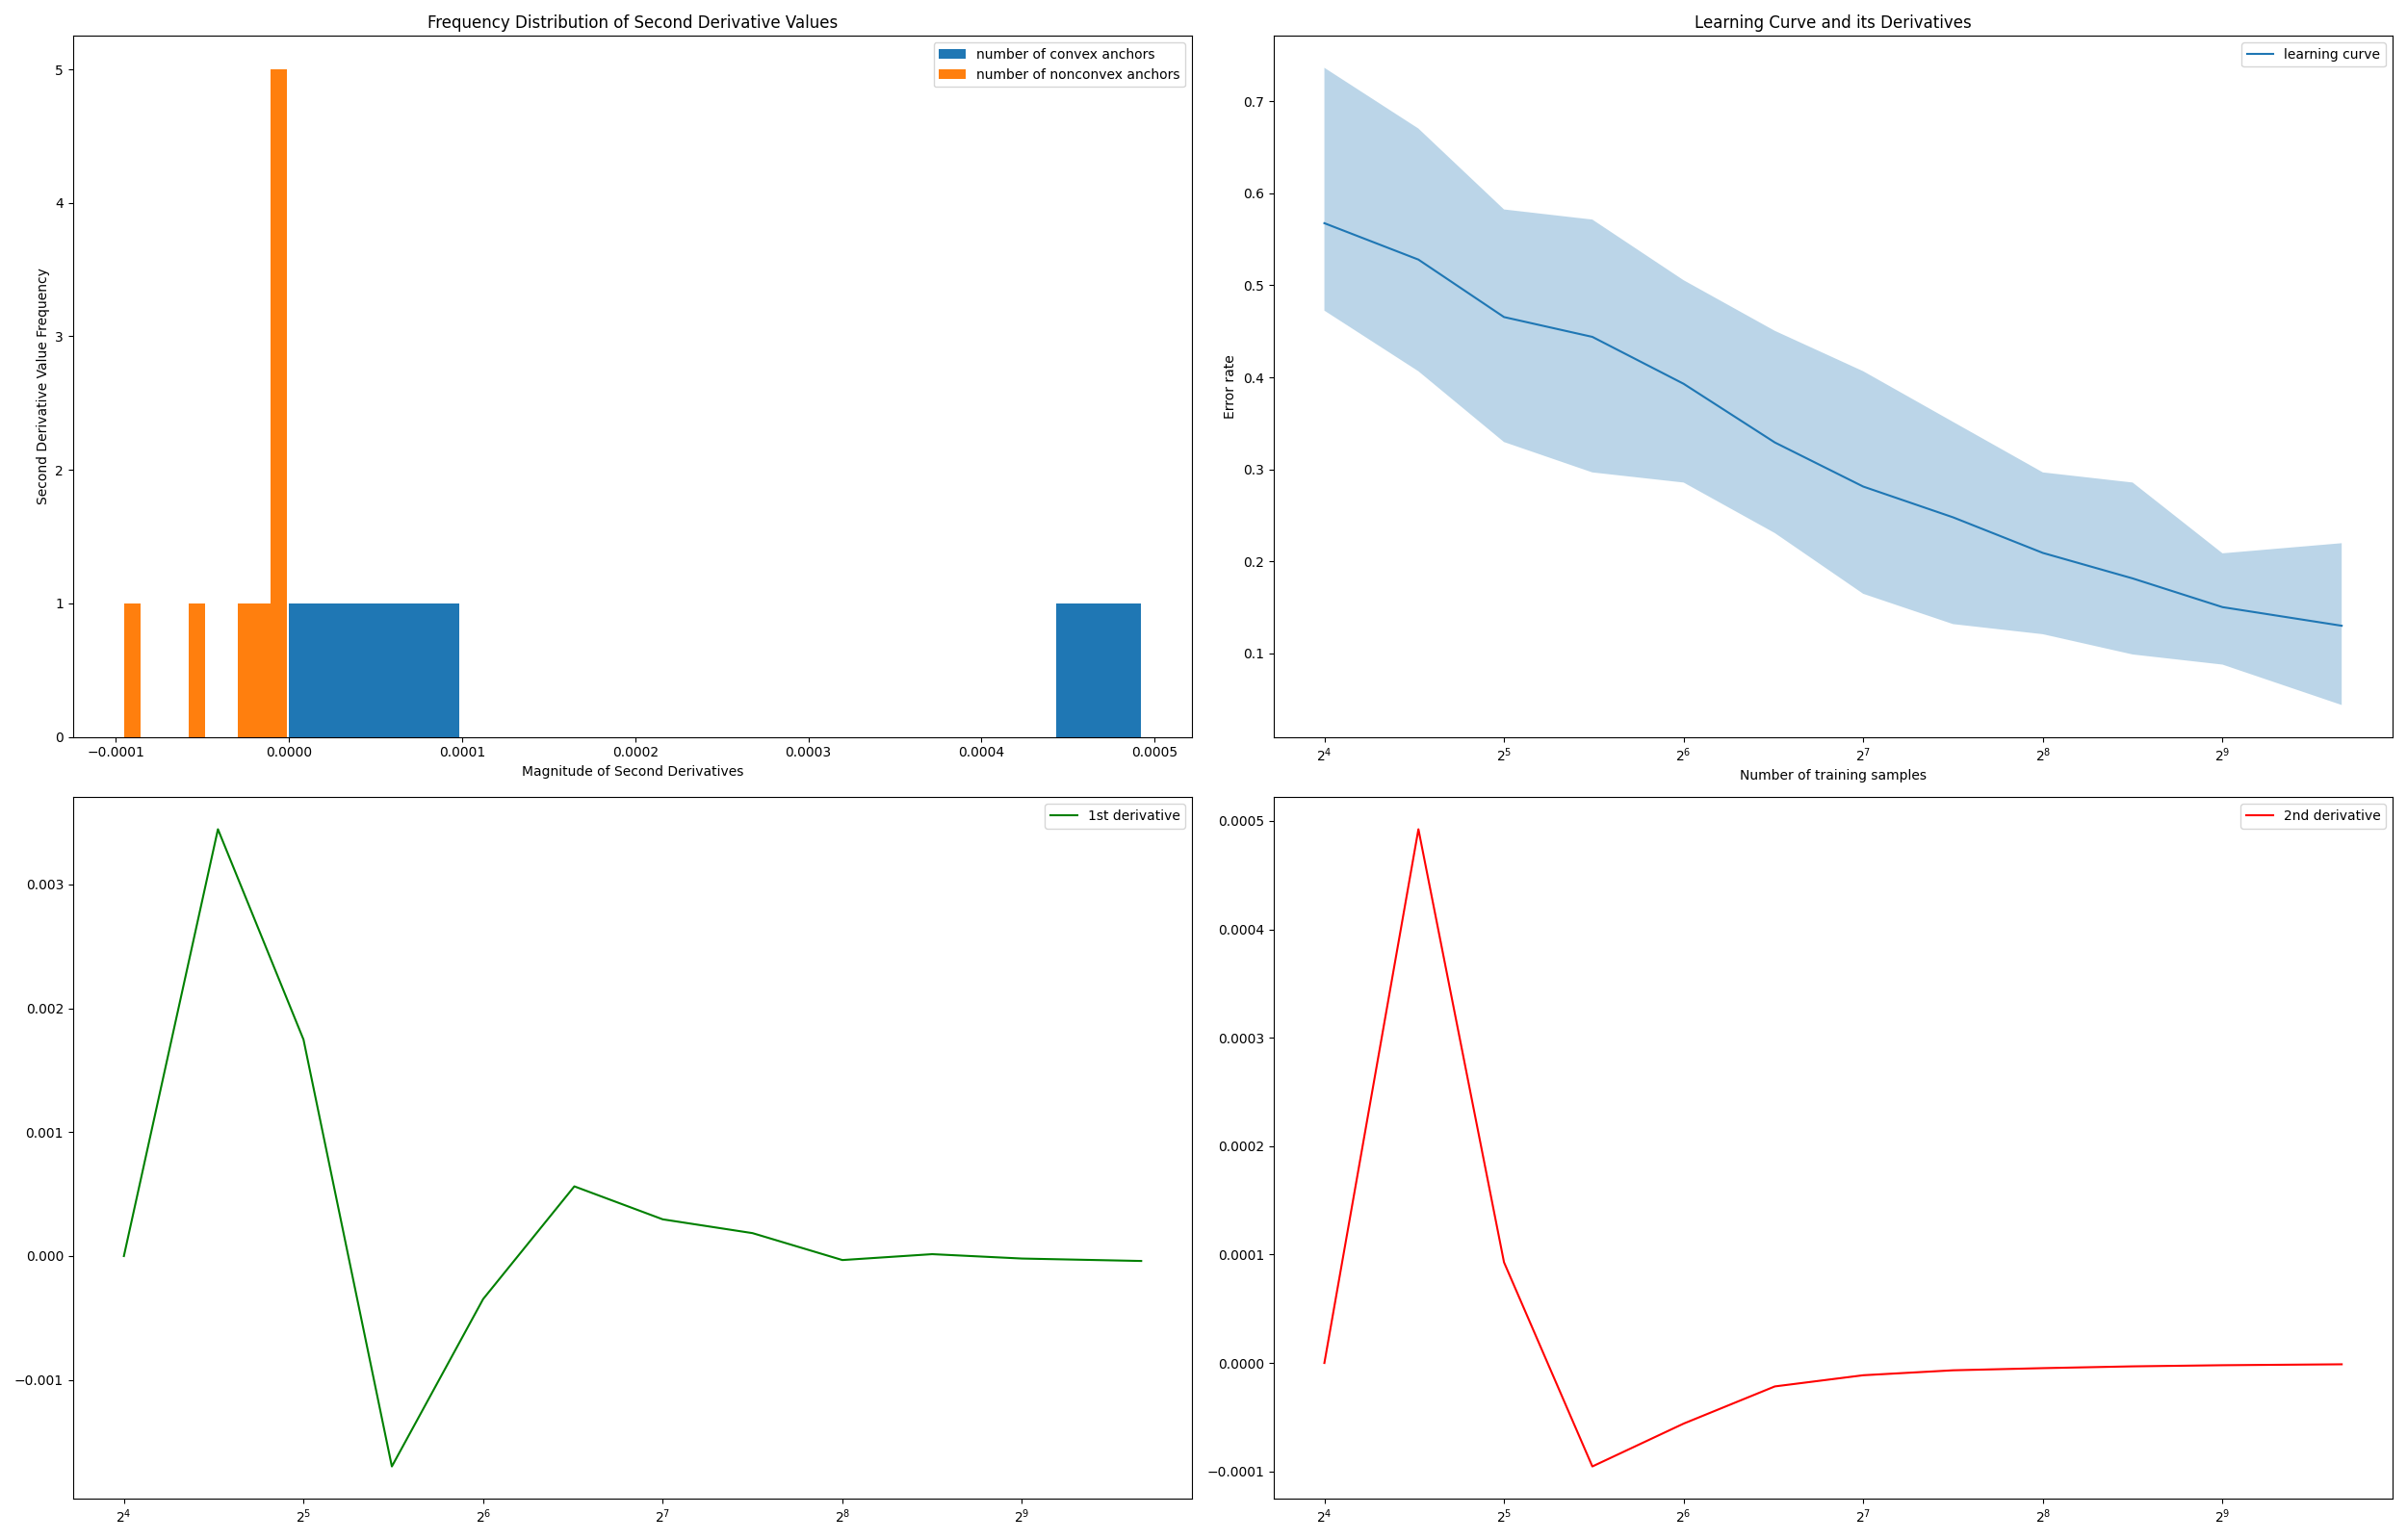 Frequency Distribution of Second Derivative Values
number of convex anchors
number of nonconvex anchors
Second Derivative Value Frequency
5
4
3
2
1
0
−0.0001 0.0000 0.0001 0.0002 0.0003 0.0004 0.0005
Magnitude of Second Derivatives
Learning Curve and its Derivatives
learning curve
Error rate
0.7
0.6
0.5
0.4
0.3
0.2
0.1
2⁴ 2⁵ 2⁶ 2⁷ 2⁸ 2⁹
Number of training samples
1st derivative
0.003
0.002
0.001
0.000
−0.001
2⁴ 2⁵ 2⁶ 2⁷ 2⁸ 2⁹
2nd derivative
0.0005
0.0004
0.0003
0.0002
0.0001
0.0000
−0.0001
2⁴ 2⁵ 2⁶ 2⁷ 2⁸ 2⁹